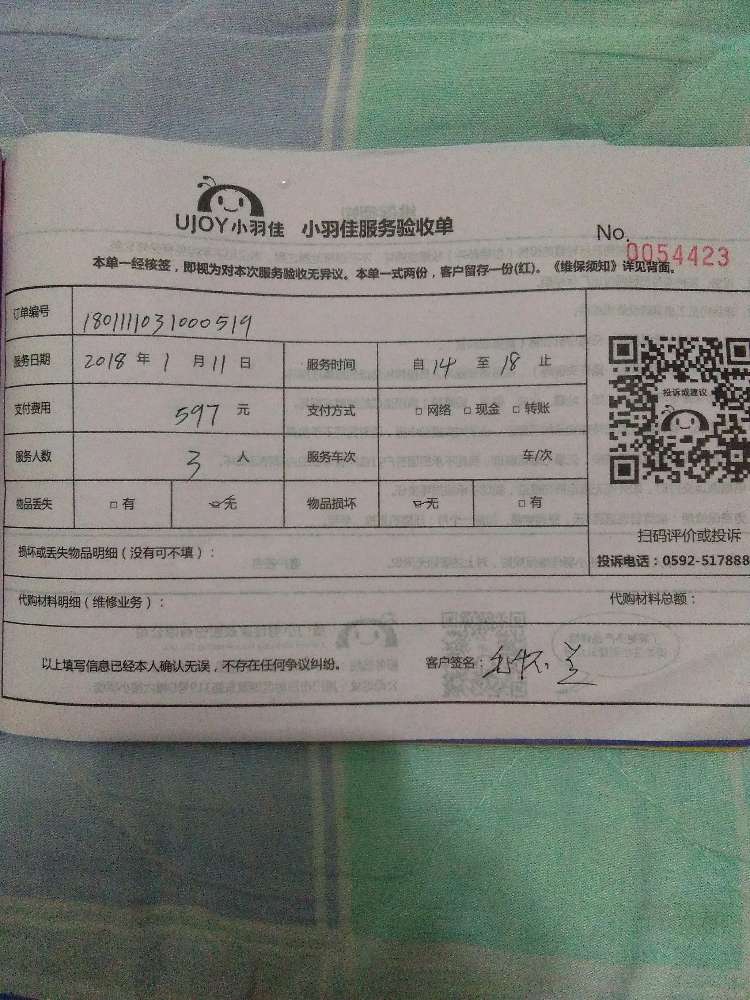 UJOY小羽佳 小羽佳服务验收单
No. 0054423
本单一经核签，即视为对本次服务验收无异议。本单一式两份，客户留存一份(红)。《维保须知》详见背面。
订单编号 180111031000519
服务日期 2018 年 1 月 11 日 服务时间 自 14 至 18 止
支付费用 597 元 支付方式 □ 网络 □ 现金 □ 转账
投诉或建议
服务人数 3 人 服务车次 车/次
物品丢失 □ 有 □ 无 物品损坏 □ 无 □ 有
扫码评价或投诉
损坏或丢失物品明细（没有可不填）：
投诉电话：0592-517888
代购材料明细（维修业务）： 代购材料总额：
以上填写信息已经本人确认无误，不存在任何争议纠纷。 客户签名：